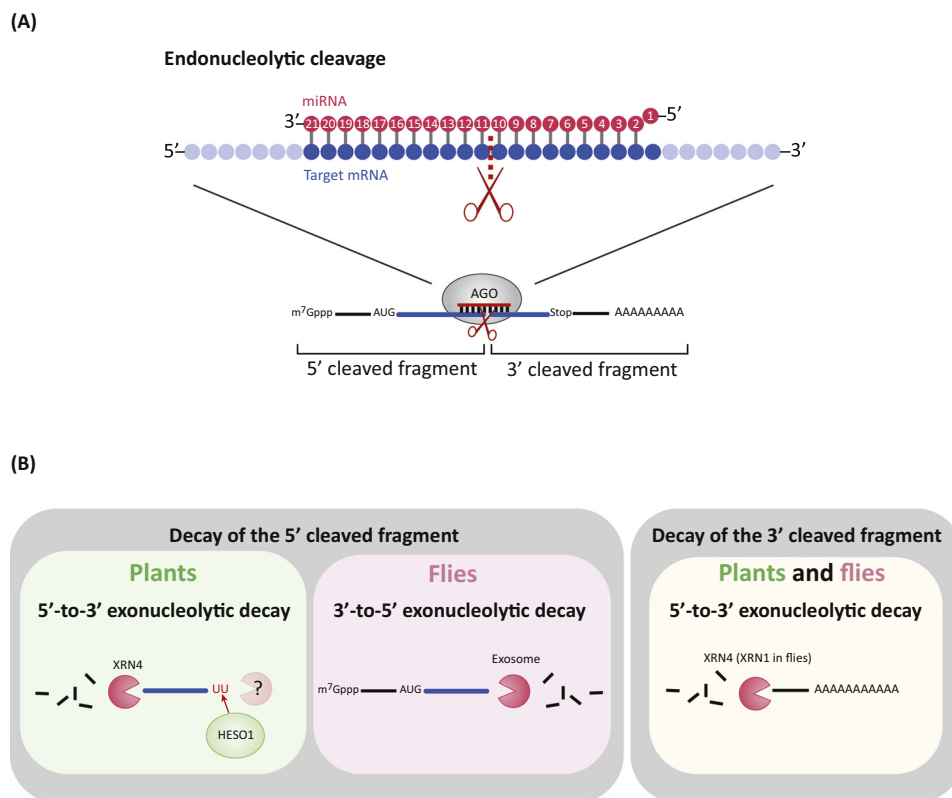 (A)
Endonucleolytic cleavage
miRNA
3’ 21 20 19 18 17 16 15 14 13 12 11 10 9 8 7 6 5 4 3 2 1 5’
5’ 3’
Target mRNA
AGO
m⁷Gppp AUG Stop AAAAAAAAA
5’ cleaved fragment 3’ cleaved fragment
(B)
Decay of the 5’ cleaved fragment
Plants
5’-to-3’ exonucleolytic decay
XRN4
UU ?
HESO1
Flies
3’-to-5’ exonucleolytic decay
Exosome
m⁷Gppp AUG
Decay of the 3’ cleaved fragment
Plants and flies
5’-to-3’ exonucleolytic decay
XRN4 (XRN1 in flies)
AAAAAAAAAAA